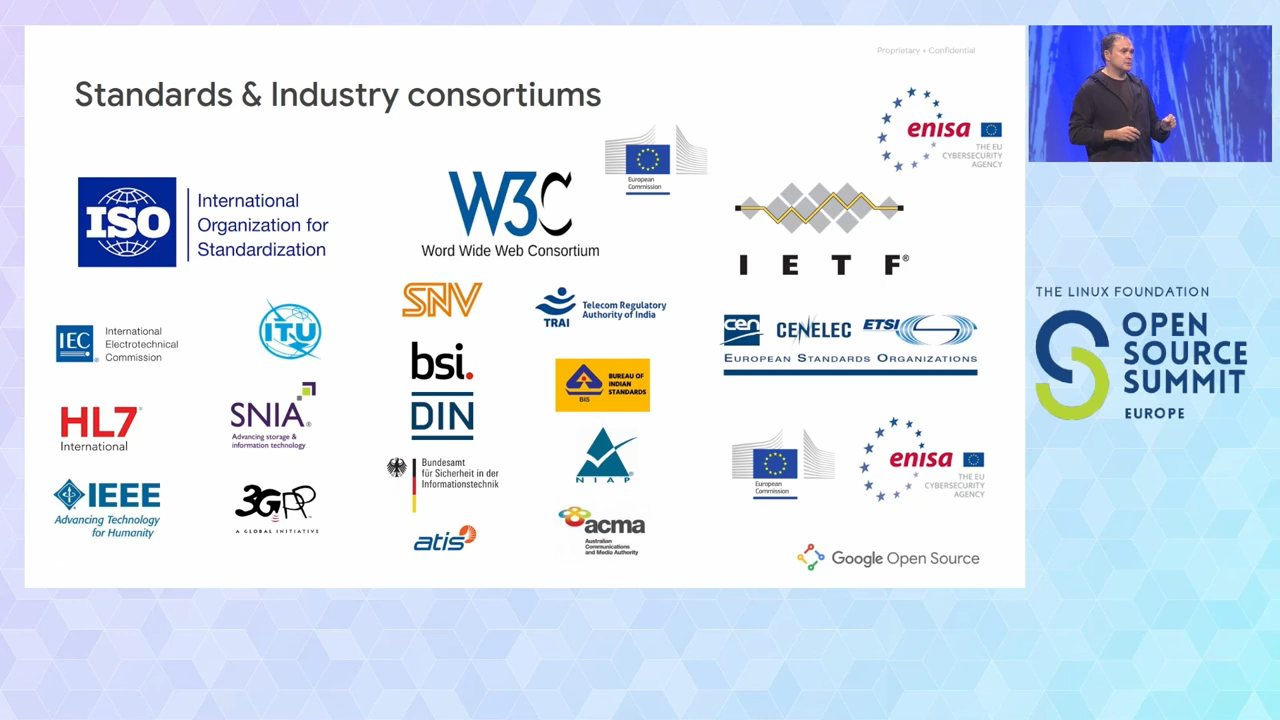 Proprietary + Confidential
Standards & Industry consortiums
enisa
THE EU
CYBERSECURITY
AGENCY
European
Commission
ISO
International
Organization for
Standardization
W3C
Word Wide Web Consortium
IETF®
IEC®
International
Electrotechnical
Commission
ITU
SNV
TRAI
Telecom Regulatory
Authority of India
cen
CENELEC
ETSI
EUROPEAN STANDARDS ORGANIZATIONS
bsi.
BIS
BUREAU OF
INDIAN
STANDARDS
HL7®
International
SNIA®
Advancing storage &
information technology
DIN
NIAP®
Bundesamt
für Sicherheit in der
Informationstechnik
European
Commission
enisa
THE EU
CYBERSECURITY
AGENCY
IEEE
Advancing Technology
for Humanity
3GPP™
A GLOBAL INITIATIVE
atis
acma
Australian
Communications
and Media Authority
Google Open Source
THE LINUX FOUNDATION
OPEN
SOURCE
SUMMIT
EUROPE